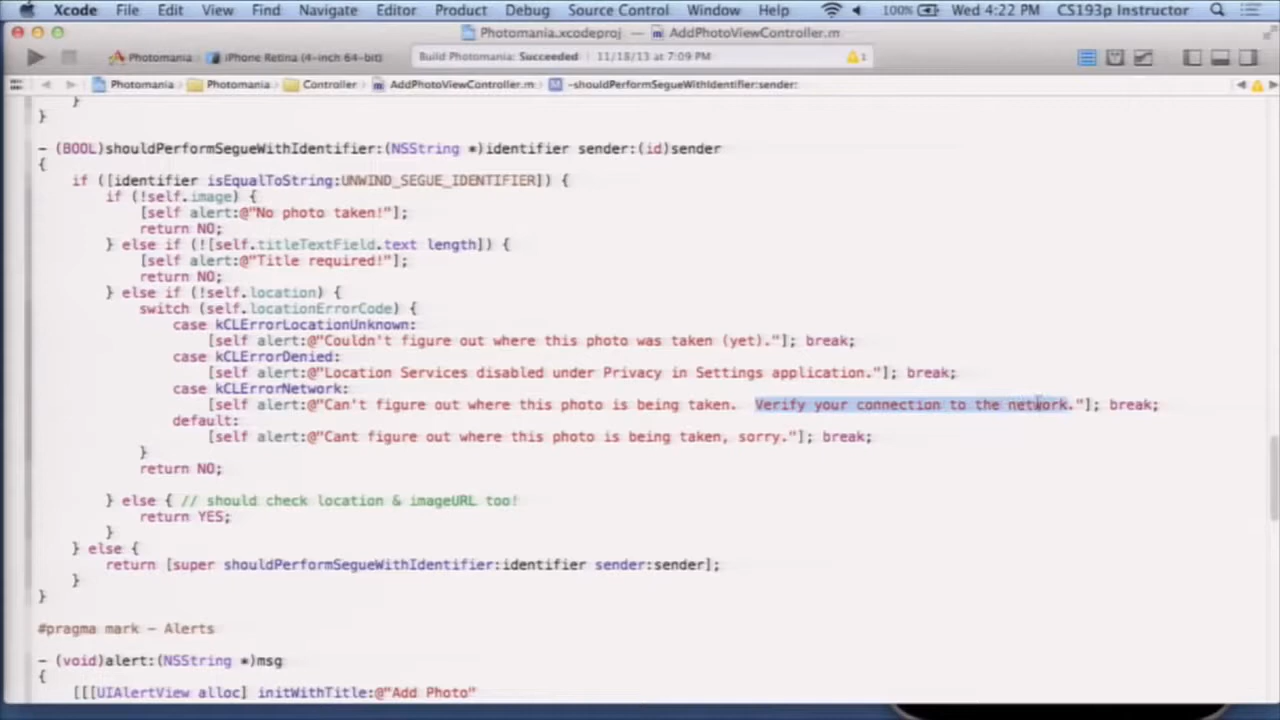 Xcode File Edit View Find Navigate Editor Product Debug Source Control Window Help 100% Wed 4:22 PM CS193p Instructor
Photomania.xcodeproj — AddPhotoViewController.m
Photomania iPhone Retina (4-inch 64-bit) Build Photomania: Succeeded 11/18/13 at 7:09 PM 1
Photomania Photomania Controller AddPhotoViewController.m M -shouldPerformSegueWithIdentifier:sender:
}
}
- (BOOL)shouldPerformSegueWithIdentifier:(NSString *)identifier sender:(id)sender
{
if ([identifier isEqualToString:UNWIND_SEGUE_IDENTIFIER]) {
if (!self.image) {
[self alert:@"No photo taken!"];
return NO;
} else if (![self.titleTextField.text length]) {
[self alert:@"Title required!"];
return NO;
} else if (!self.location) {
switch (self.locationErrorCode) {
case kCLErrorLocationUnknown:
[self alert:@"Couldn't figure out where this photo was taken (yet)."]; break;
case kCLErrorDenied:
[self alert:@"Location Services disabled under Privacy in Settings application."]; break;
case kCLErrorNetwork:
[self alert:@"Can't figure out where this photo is being taken.  Verify your connection to the network."]; break;
default:
[self alert:@"Cant figure out where this photo is being taken, sorry."]; break;
}
return NO;
} else { // should check location & imageURL too!
return YES;
}
} else {
return [super shouldPerformSegueWithIdentifier:identifier sender:sender];
}
}
#pragma mark - Alerts
- (void)alert:(NSString *)msg
{
[[[UIAlertView alloc] initWithTitle:@"Add Photo"